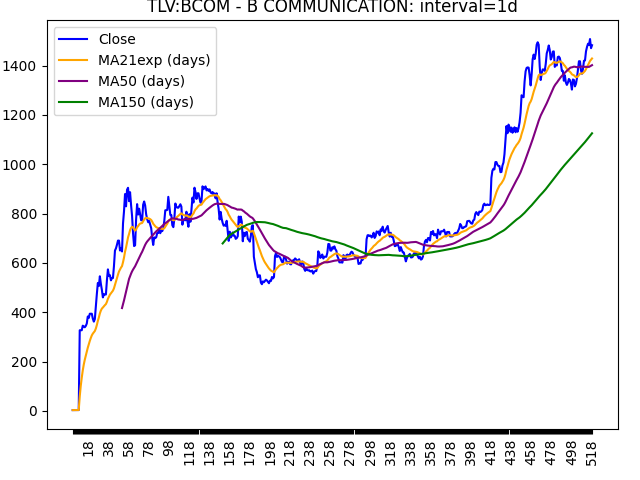 TLV:BCOM - B COMMUNICATION: interval=1d
Close
MA21exp (days)
MA50 (days)
MA150 (days)
1400
1200
1000
800
600
400
200
0
18 38 58 78 98 118 138 158 178 198 218 238 258 278 298 318 338 358 378 398 418 438 458 478 498 518